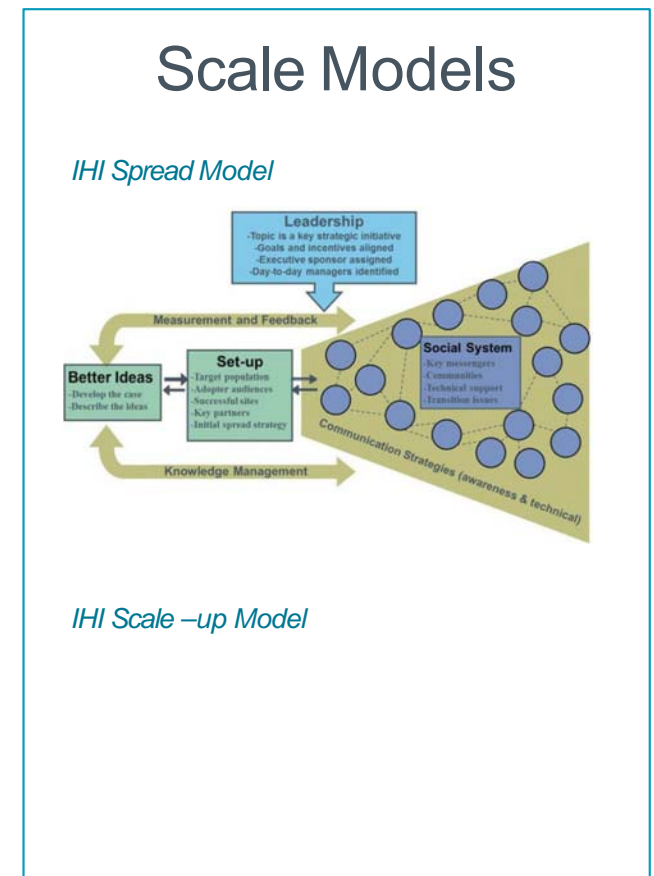 Scale Models
IHI Spread Model
Leadership
-Topic is a key strategic initiative
-Goals and incentives aligned
-Executive sponsor assigned
-Day-to-day managers identified
Measurement and Feedback
Better Ideas
-Develop the case
-Describe the ideas
Set-up
-Target population
-Adopter audiences
-Successful sites
-Key partners
-Initial spread strategy
Social System
-Key messengers
-Communities
-Technical support
-Transition issues
Knowledge Management
Communication Strategies (awareness & technical)
IHI Scale –up Model